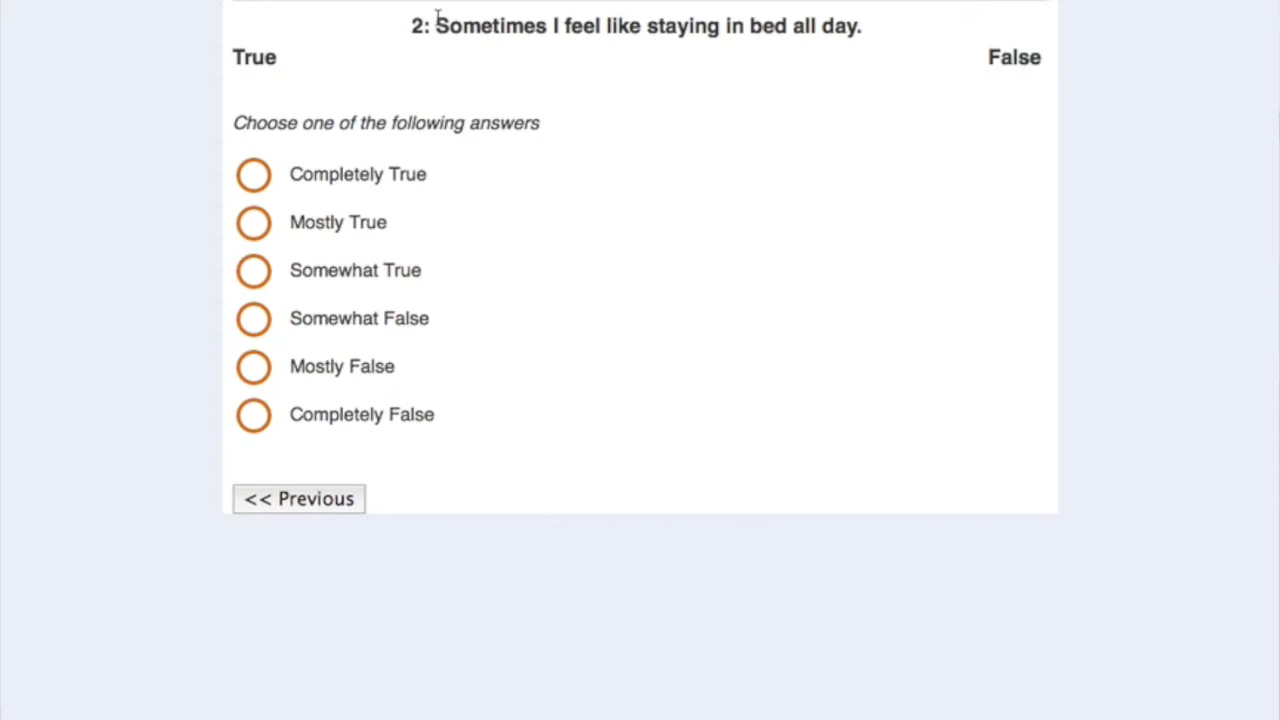 2: Sometimes I feel like staying in bed all day.
True False
Choose one of the following answers
Completely True
Mostly True
Somewhat True
Somewhat False
Mostly False
Completely False
<< Previous